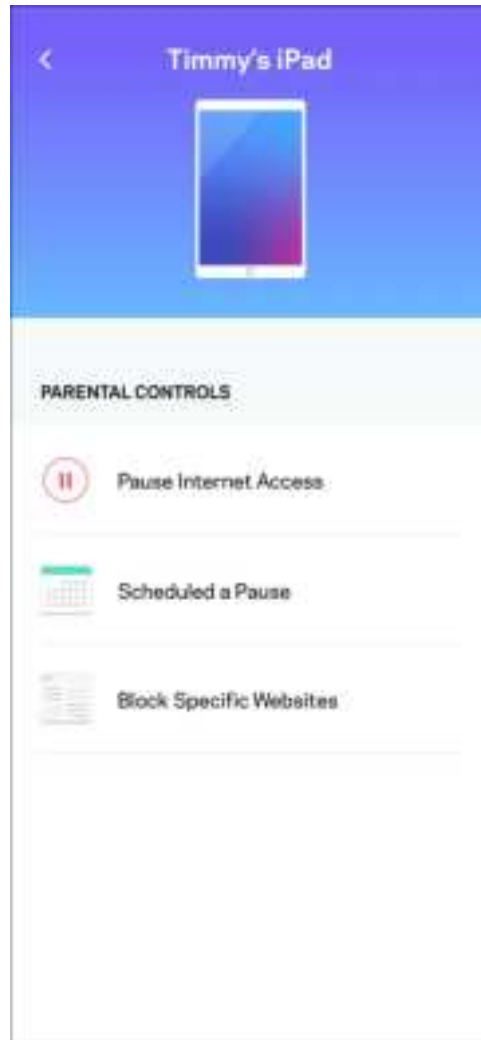 Timmy's iPad
PARENTAL CONTROLS
Pause Internet Access
Scheduled a Pause
Block Specific Websites